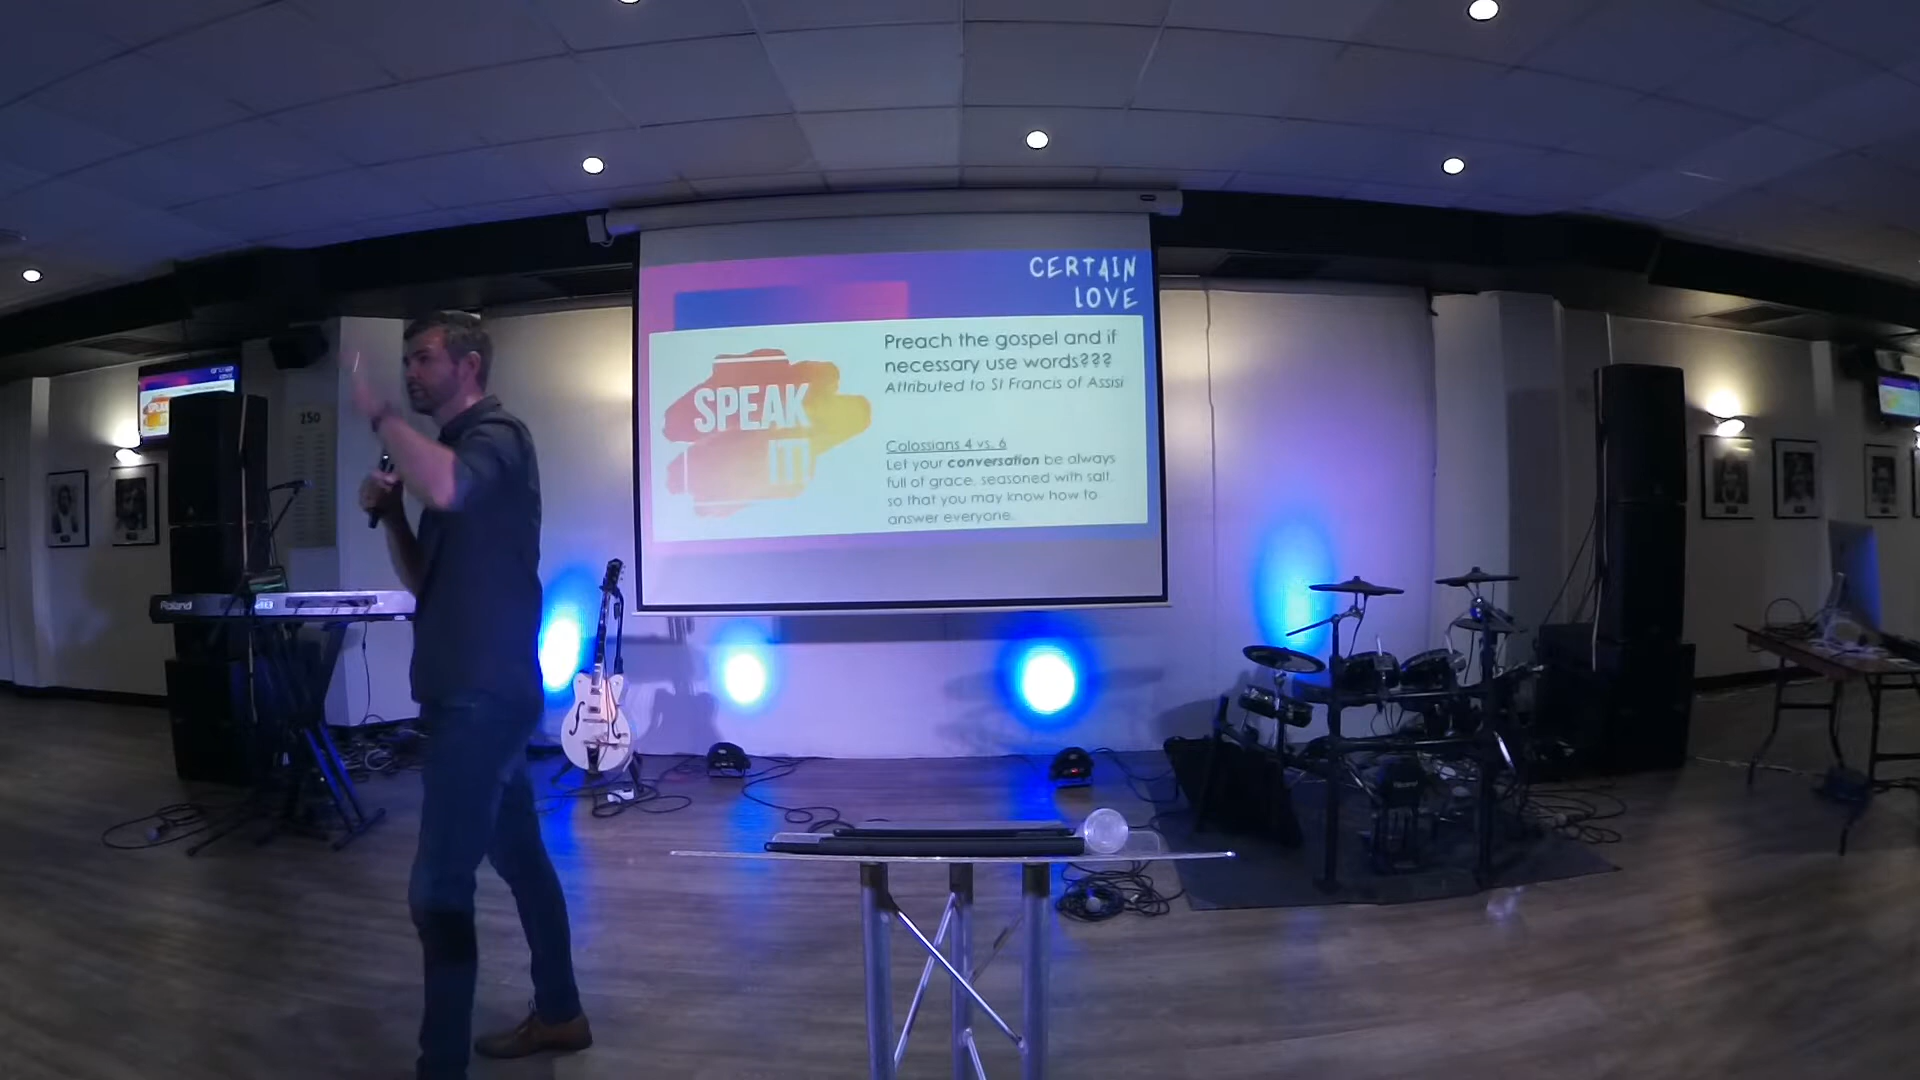 CERTAIN
LOVE
SPEAK
IT!
Preach the gospel and if
necessary use words???
Attributed to St Francis of Assisi
Colossians 4 vs. 6
Let your conversation be always
full of grace, seasoned with salt,
so that you may know how to
answer everyone.
250
Roland